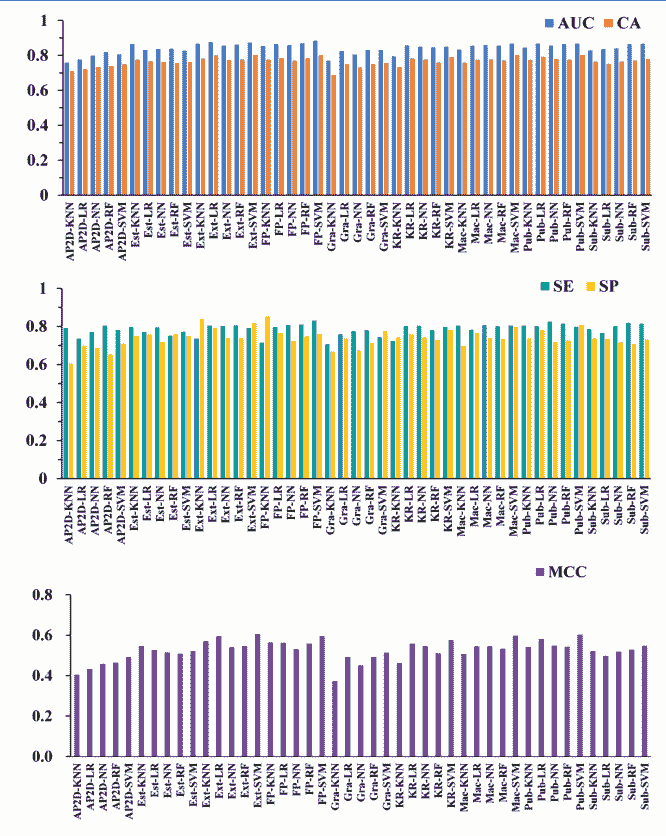 1
0.8
0.6
0.4
0.2
0
AUC CA
AP2D-KNN
AP2D-LR
AP2D-NN
AP2D-RF
AP2D-SVM
Est-KNN
Est-LR
Est-NN
Est-RF
Est-SVM
Ext-KNN
Ext-LR
Ext-NN
Ext-RF
Ext-SVM
FP-KNN
FP-LR
FP-NN
FP-RF
FP-SVM
Gra-KNN
Gra-LR
Gra-NN
Gra-RF
Gra-SVM
KR-KNN
KR-LR
KR-NN
KR-RF
KR-SVM
Mac-KNN
Mac-LR
Mac-NN
Mac-RF
Mac-SVM
Pub-KNN
Pub-LR
Pub-NN
Pub-RF
Pub-SVM
Sub-KNN
Sub-LR
Sub-NN
Sub-RF
Sub-SVM
1
0.8
0.6
0.4
0.2
0
SE SP
AP2D-KNN
AP2D-LR
AP2D-NN
AP2D-RF
AP2D-SVM
Est-KNN
Est-LR
Est-NN
Est-RF
Est-SVM
Ext-KNN
Ext-LR
Ext-NN
Ext-RF
Ext-SVM
FP-KNN
FP-LR
FP-NN
FP-RF
FP-SVM
Gra-KNN
Gra-LR
Gra-NN
Gra-RF
Gra-SVM
KR-KNN
KR-LR
KR-NN
KR-RF
KR-SVM
Mac-KNN
Mac-LR
Mac-NN
Mac-RF
Mac-SVM
Pub-KNN
Pub-LR
Pub-NN
Pub-RF
Pub-SVM
Sub-KNN
Sub-LR
Sub-NN
Sub-RF
Sub-SVM
0.8
0.6
0.4
0.2
0.0
MCC
AP2D-KNN
AP2D-LR
AP2D-NN
AP2D-RF
AP2D-SVM
Est-KNN
Est-LR
Est-NN
Est-RF
Est-SVM
Ext-KNN
Ext-LR
Ext-NN
Ext-RF
Ext-SVM
FP-KNN
FP-LR
FP-NN
FP-RF
FP-SVM
Gra-KNN
Gra-LR
Gra-NN
Gra-RF
Gra-SVM
KR-KNN
KR-LR
KR-NN
KR-RF
KR-SVM
Mac-KNN
Mac-LR
Mac-NN
Mac-RF
Mac-SVM
Pub-KNN
Pub-LR
Pub-NN
Pub-RF
Pub-SVM
Sub-KNN
Sub-LR
Sub-NN
Sub-RF
Sub-SVM